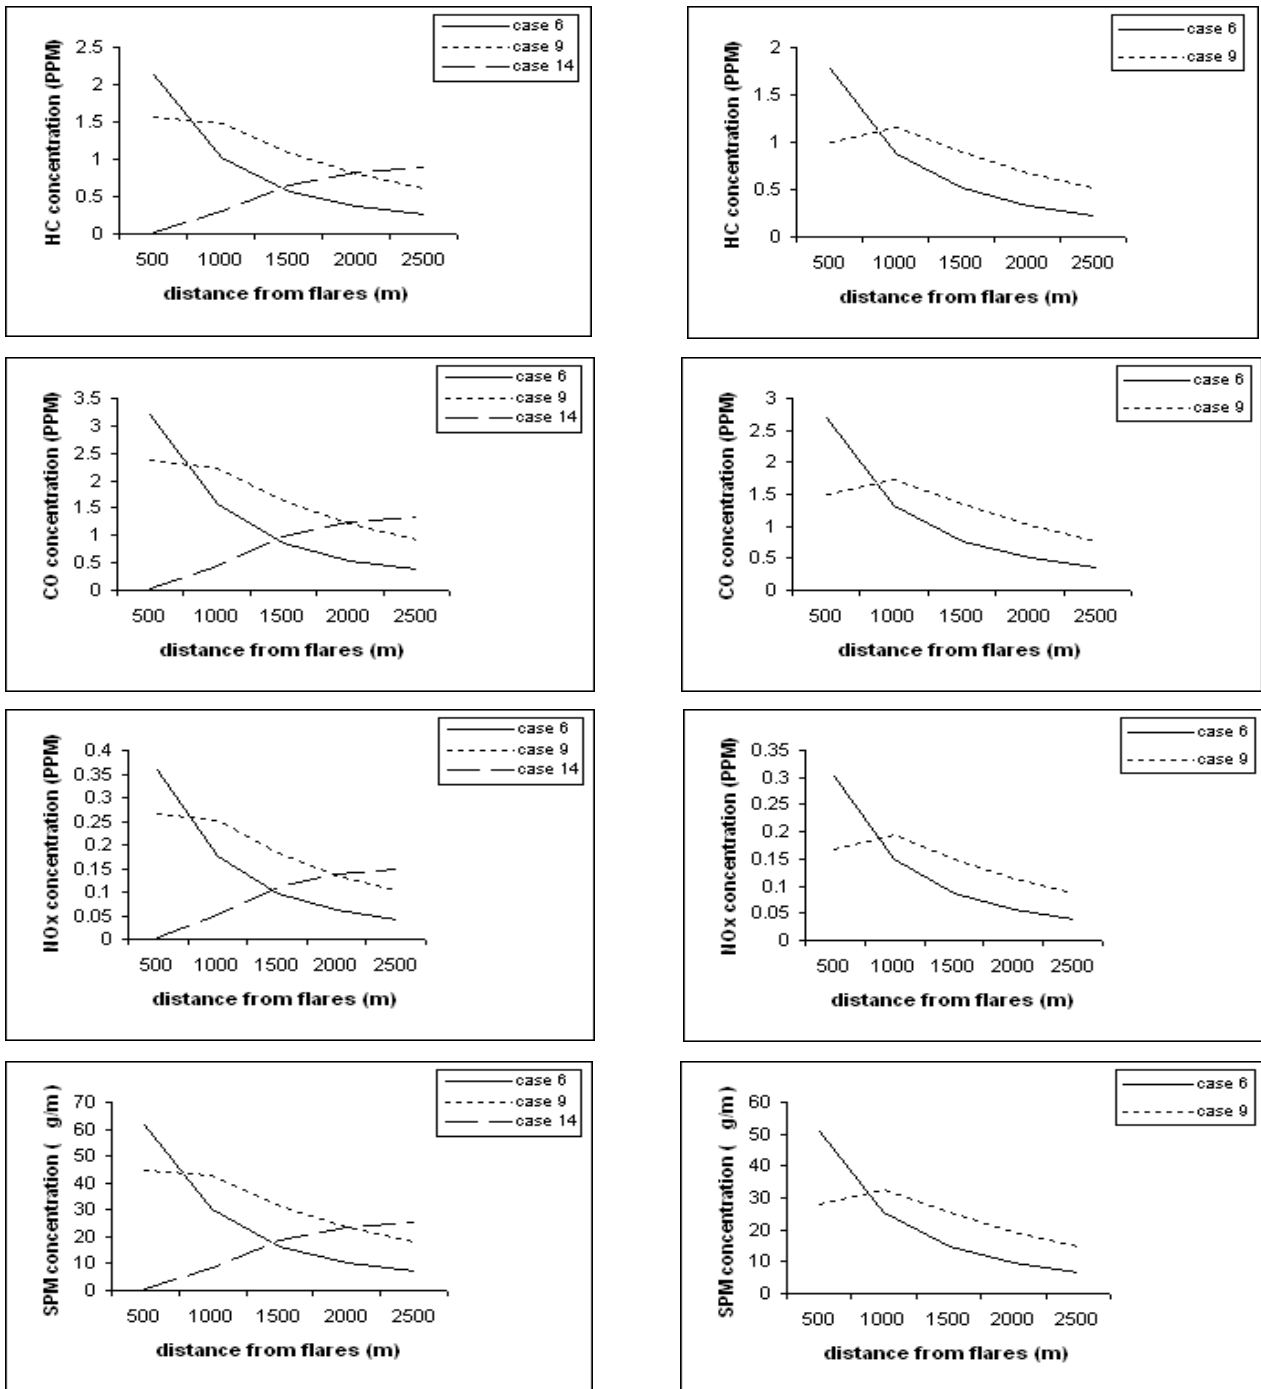 case 6
case 9
case 14
HC concentration (PPM)
2.5
2
1.5
1
0.5
0
500 1000 1500 2000 2500
distance from flares (m)
case 6
case 9
HC concentration (PPM)
2
1.5
1
0.5
0
500 1000 1500 2000 2500
distance from flares (m)
case 6
case 9
case 14
CO concentration (PPM)
3.5
3
2.5
2
1.5
1
0.5
0
500 1000 1500 2000 2500
distance from flares (m)
case 6
case 9
CO concentration (PPM)
3
2.5
2
1.5
1
0.5
0
500 1000 1500 2000 2500
distance from flares (m)
case 6
case 9
case 14
NOx concentration (PPM)
0.4
0.35
0.3
0.25
0.2
0.15
0.1
0.05
0
500 1000 1500 2000 2500
distance from flares (m)
case 6
case 9
NOx concentration (PPM)
0.35
0.3
0.25
0.2
0.15
0.1
0.05
0
500 1000 1500 2000 2500
distance from flares (m)
case 6
case 9
case 14
SPM concentration ( g/m )
70
60
50
40
30
20
10
0
500 1000 1500 2000 2500
distance from flares (m)
case 6
case 9
SPM concentration ( g/m )
60
50
40
30
20
10
0
500 1000 1500 2000 2500
distance from flares (m)